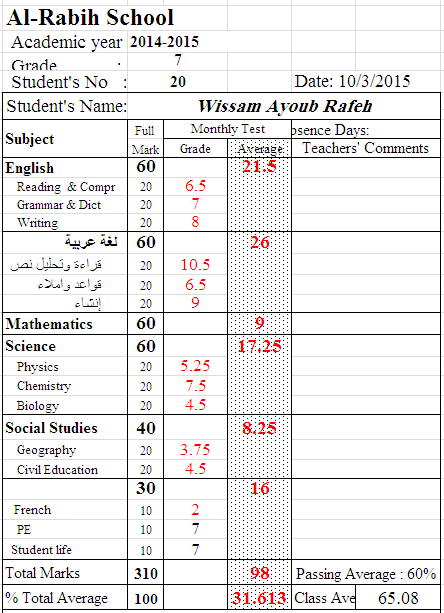 Al-Rabih School
Academic year 2014-2015
Grade : 7
Student's No : 20 Date: 10/3/2015
Student's Name: Wissam Ayoub Rafeh
Subject Full Mark Monthly Test bsence Days:
Grade Average Teachers' Comments
English 60 21.5
Reading & Compr 20 6.5
Grammar & Dict 20 7
Writing 20 8
لغة عربية 60 26
قراءة وتحليل نص 20 10.5
قواعد واملاء 20 6.5
إنشاء 20 9
Mathematics 60 9
Science 60 17.25
Physics 20 5.25
Chemistry 20 7.5
Biology 20 4.5
Social Studies 40 8.25
Geography 20 3.75
Civil Education 20 4.5
30 16
French 10 2
PE 10 7
Student life 10 7
Total Marks 310 98 Passing Average : 60%
% Total Average 100 31.613 Class Ave 65.08